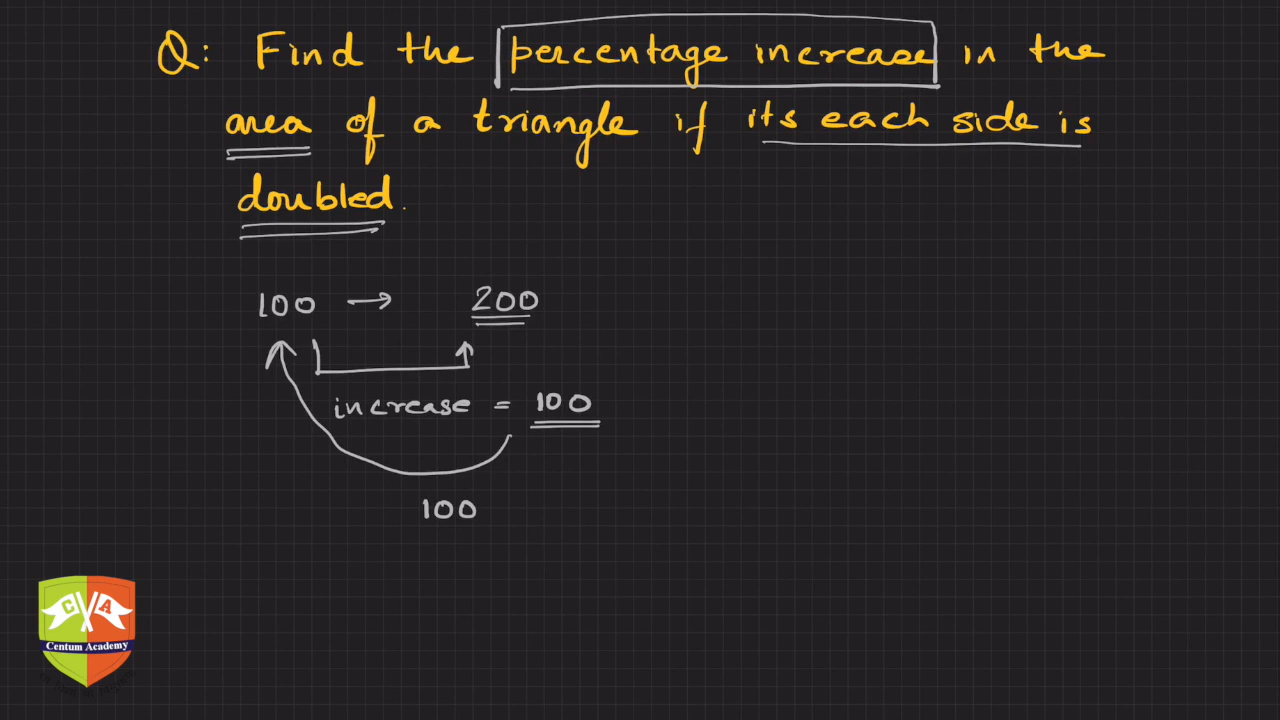 Q: Find the percentage increase in the
area of a triangle if its each side is
doubled.
100 → 200
increase = 100
100
C A
Centum Academy